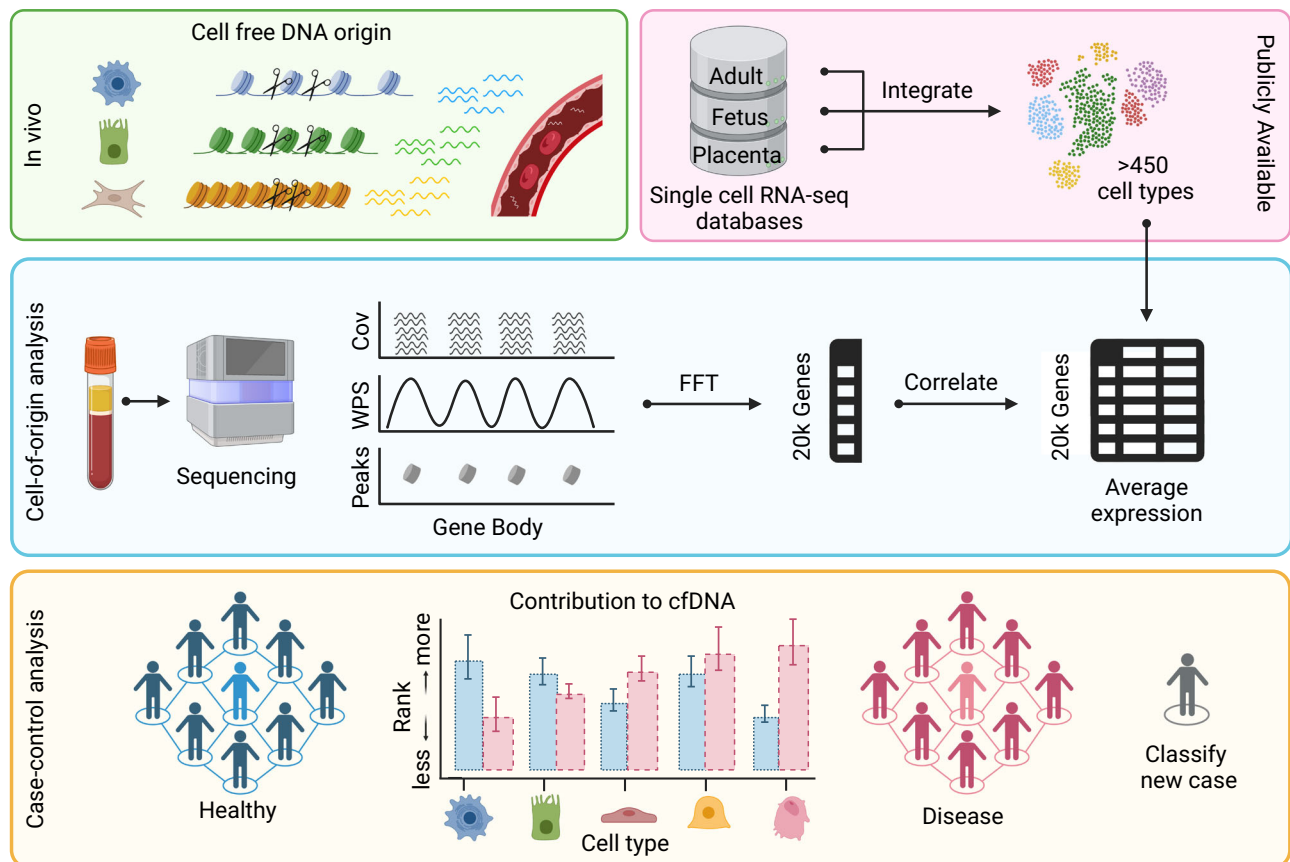 Cell free DNA origin
In vivo
Adult
Fetus
Placenta
Single cell RNA-seq
databases
Integrate
>450
cell types
Publicly Available
Cell-of-origin analysis
Sequencing
Cov
WPS
Peaks
Gene Body
FFT
20k Genes
Correlate
20k Genes
Average
expression
Case-control analysis
Healthy
Contribution to cfDNA
more
Rank
less
Cell type
Disease
Classify
new case